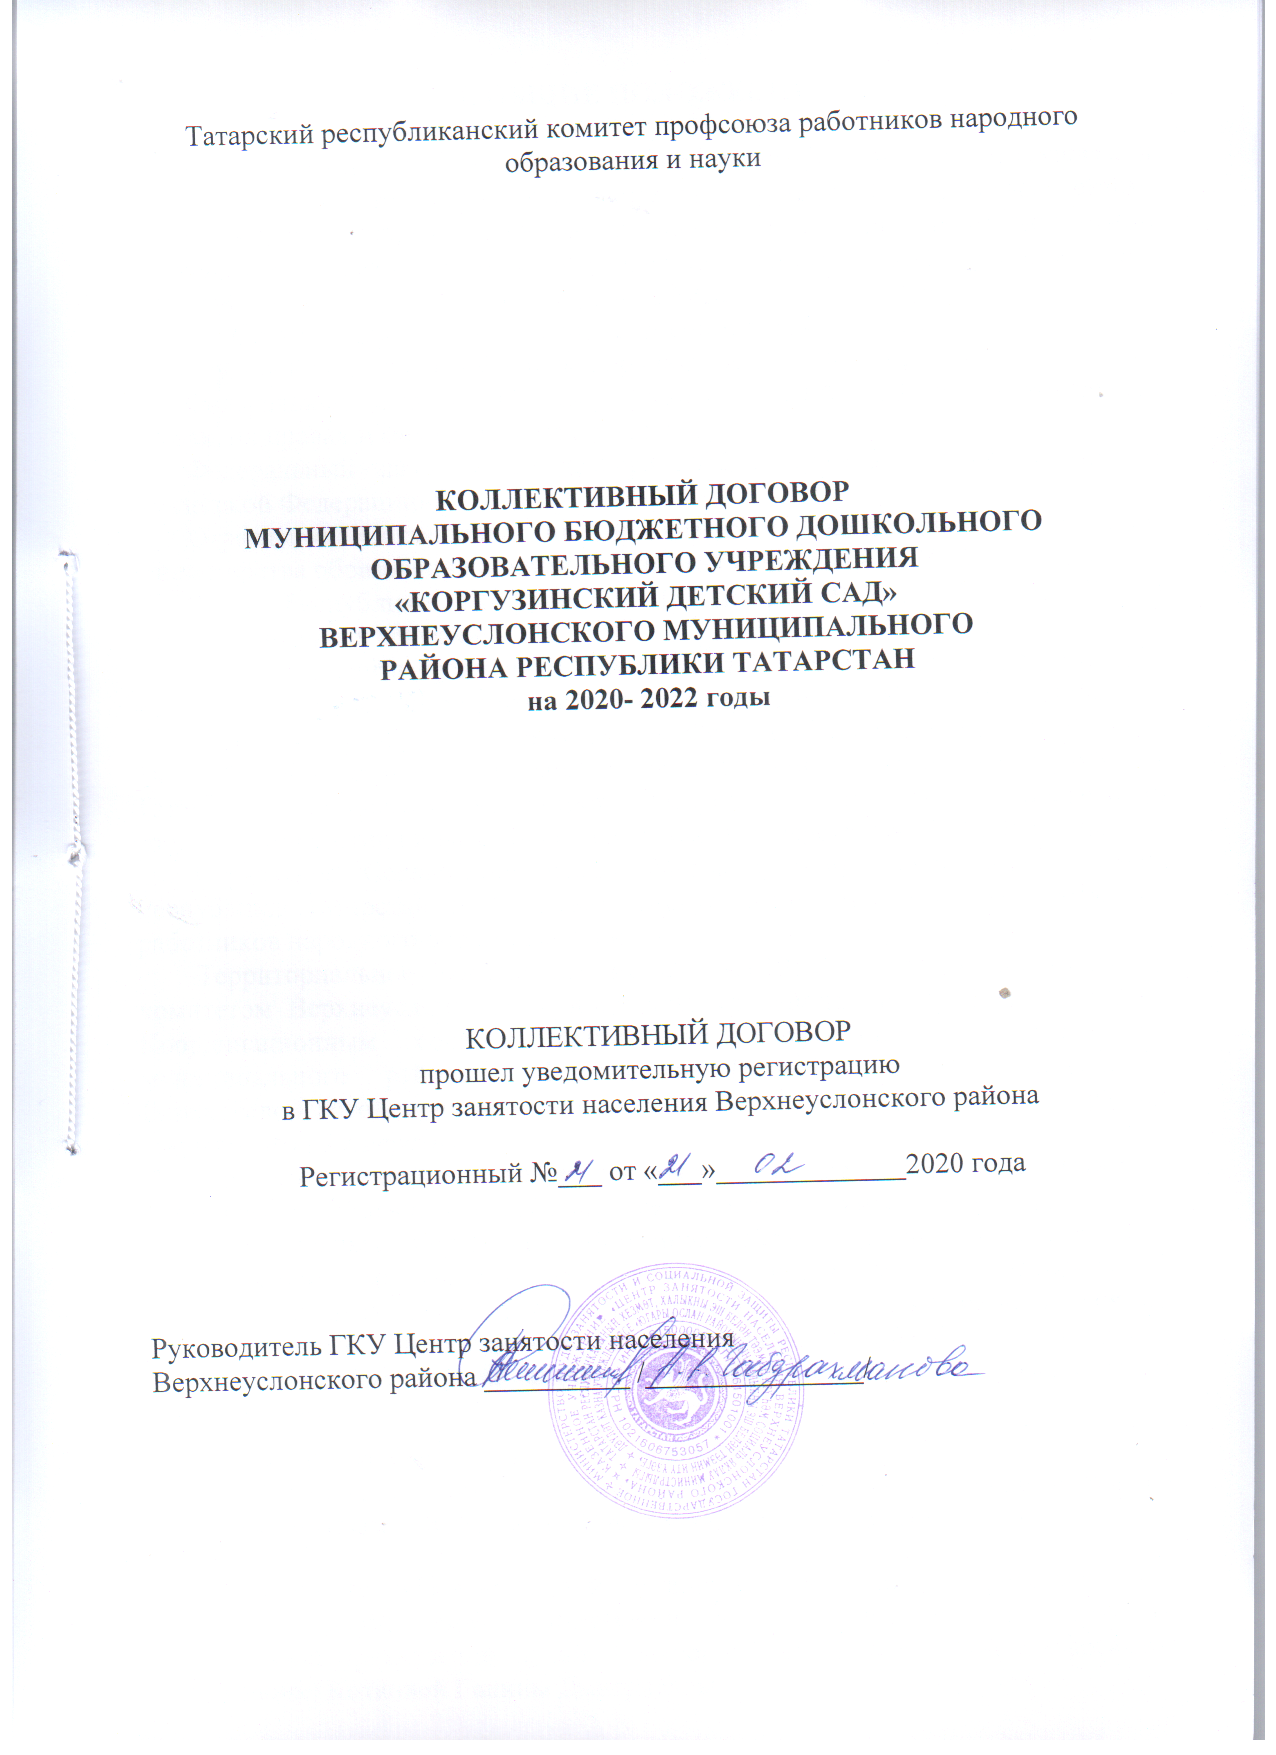 Татарский республиканский комитет профсоюза работников народного
образования и науки
КОЛЛЕКТИВНЫЙ ДОГОВОР
МУНИЦИПАЛЬНОГО БЮДЖЕТНОГО ДОШКОЛЬНОГО
ОБРАЗОВАТЕЛЬНОГО УЧРЕЖДЕНИЯ
«КОРГУЗИНСКИЙ ДЕТСКИЙ САД»
ВЕРХНЕУСЛОНСКОГО МУНИЦИПАЛЬНОГО
РАЙОНА РЕСПУБЛИКИ ТАТАРСТАН
на 2020- 2022 годы
КОЛЛЕКТИВНЫЙ ДОГОВОР
прошел уведомительную регистрацию
в ГКУ Центр занятости населения Верхнеуслонского района
Регистрационный №___ от «21»02 2020 года
Руководитель ГКУ Центр занятости населения
Верхнеуслонского района / Габдрахманова